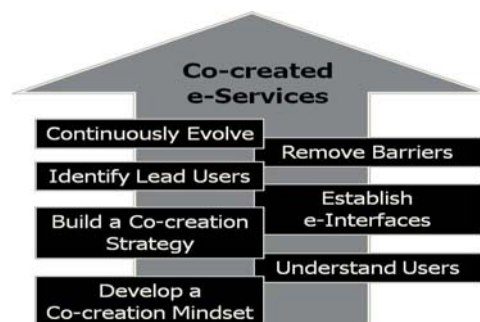 Co-created
e-Services
Continuously Evolve
Remove Barriers
Identify Lead Users
Establish
e-Interfaces
Build a Co-creation
Strategy
Understand Users
Develop a
Co-creation Mindset